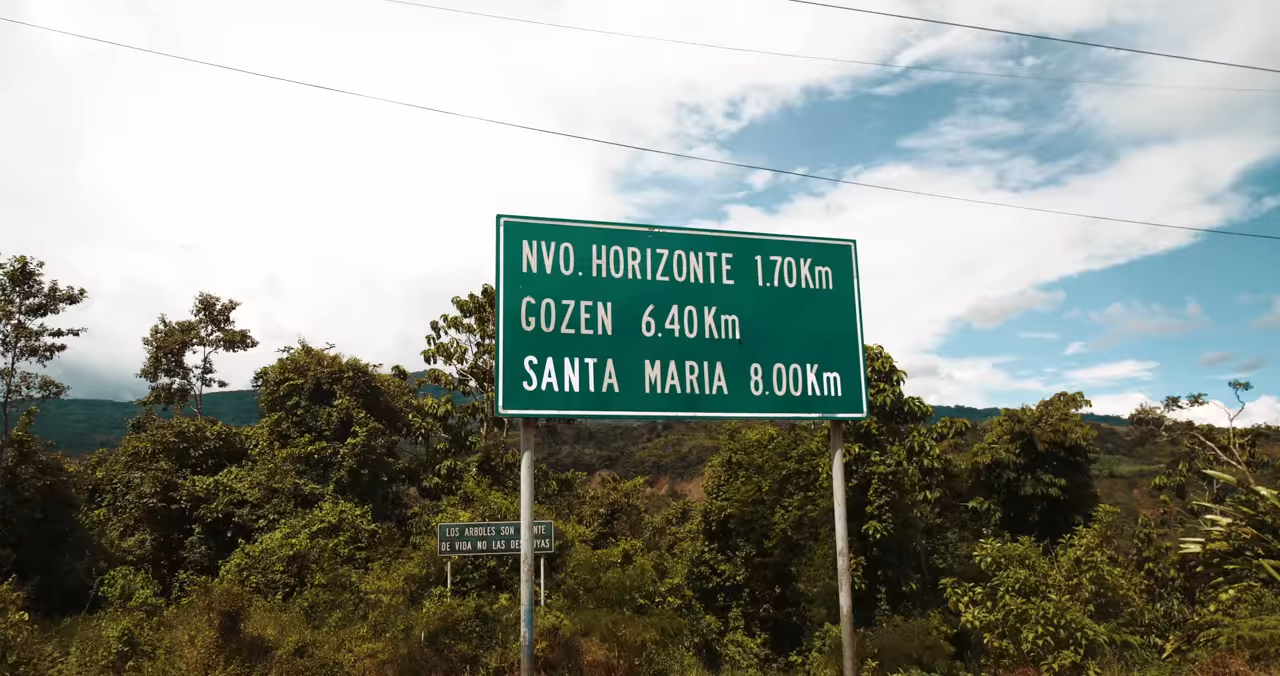 NVO. HORIZONTE 1.70Km
GOZEN 6.40Km
SANTA MARIA 8.00Km
LOS ARBOLES SON
DE VIDA NO LAS